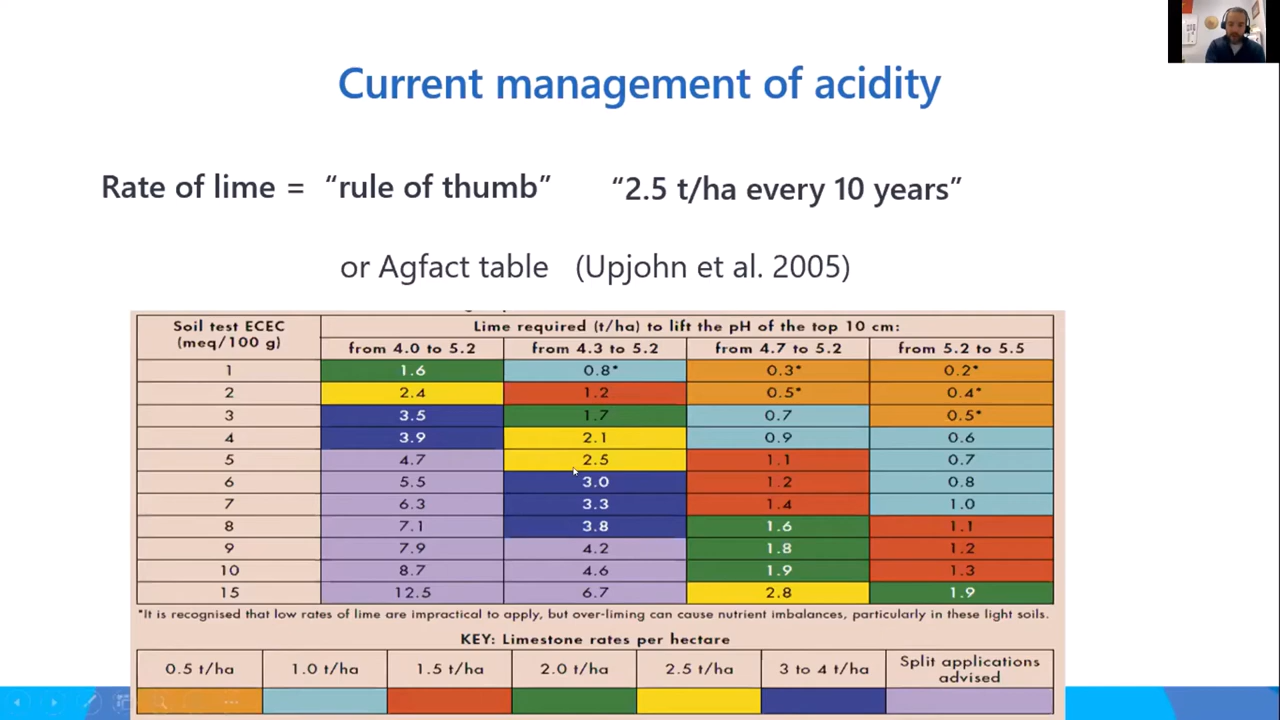 Current management of acidity
Rate of lime = “rule of thumb” “2.5 t/ha every 10 years”
or Agfact table (Upjohn et al. 2005)
Soil test ECEC (meq/100 g) Lime required (t/ha) to lift the pH of the top 10 cm:
from 4.0 to 5.2 from 4.3 to 5.2 from 4.7 to 5.2 from 5.2 to 5.5
1 1.6 0.8* 0.3* 0.2*
2 2.4 1.2 0.5* 0.4*
3 3.5 1.7 0.7 0.5*
4 3.9 2.1 0.9 0.6
5 4.7 2.5 1.1 0.7
6 5.5 3.0 1.2 0.8
7 6.3 3.3 1.4 1.0
8 7.1 3.8 1.6 1.1
9 7.9 4.2 1.8 1.2
10 8.7 4.6 1.9 1.3
15 12.5 6.7 2.8 1.9
*It is recognised that low rates of lime are impractical to apply, but over-liming can cause nutrient imbalances, particularly in these light soils.
KEY: Limestone rates per hectare
0.5 t/ha 1.0 t/ha 1.5 t/ha 2.0 t/ha 2.5 t/ha 3 to 4 t/ha Split applications advised